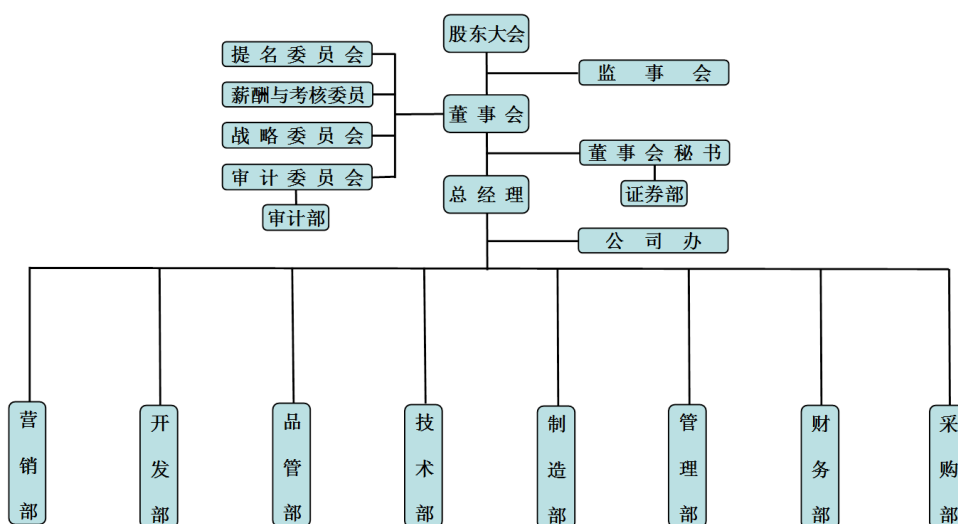 股东大会
提名委员会
监事会
薪酬与考核委员
董事会
战略委员会
董事会秘书
审计委员会
总经理
证券部
审计部
公司办
营销部
开发部
品管部
技术部
制造部
管理部
财务部
采购部